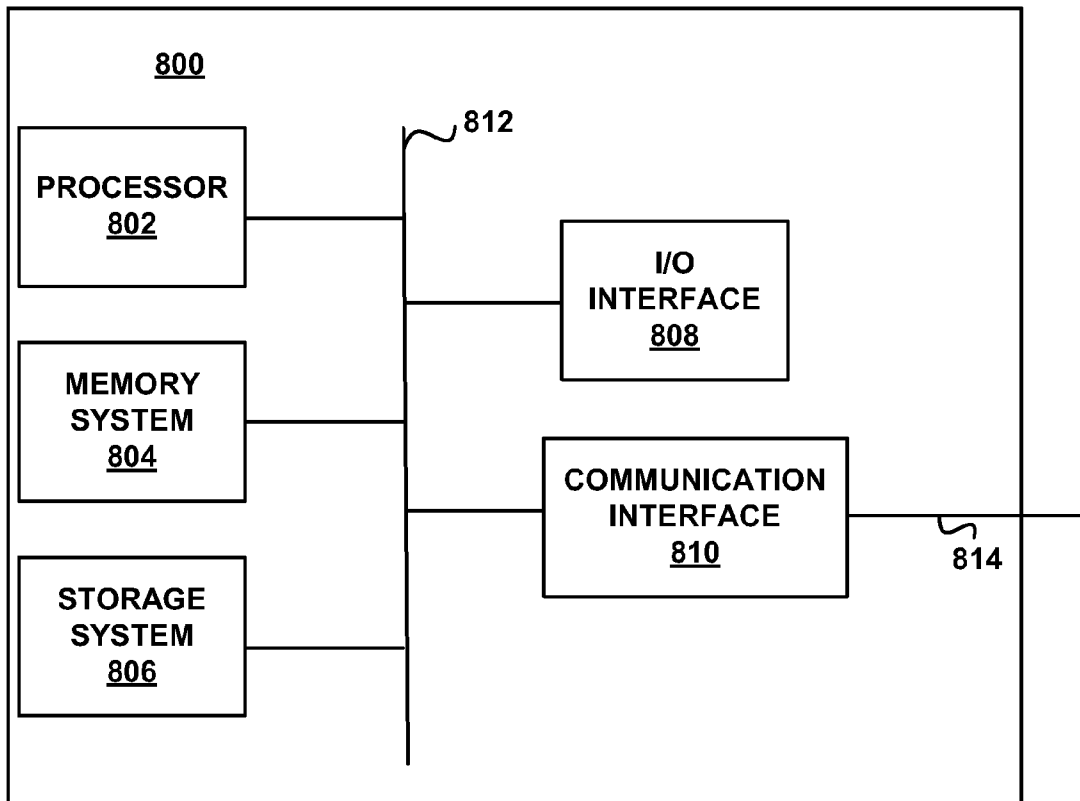 800
812
PROCESSOR
802
I/O
INTERFACE
808
MEMORY
SYSTEM
804
COMMUNICATION
INTERFACE
810
814
STORAGE
SYSTEM
806